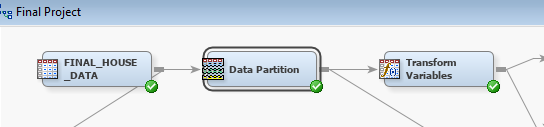 Final Project
FINAL_HOUSE
_DATA
Data Partition
Transform
Variables